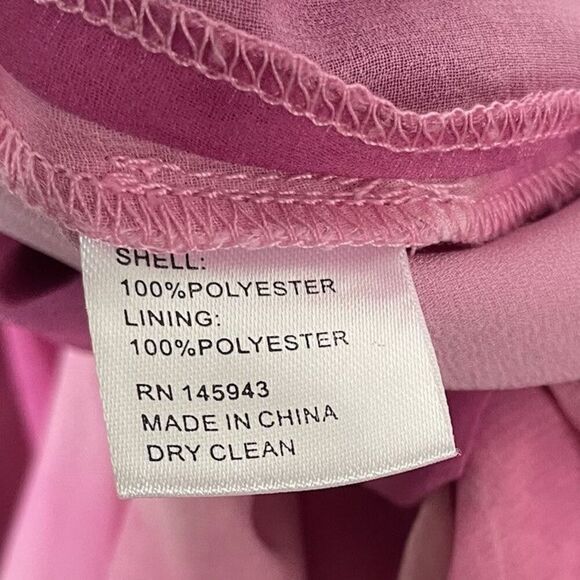 SHELL:
100%POLYESTER
LINING:
100%POLYESTER
RN 145943
MADE IN CHINA
DRY CLEAN